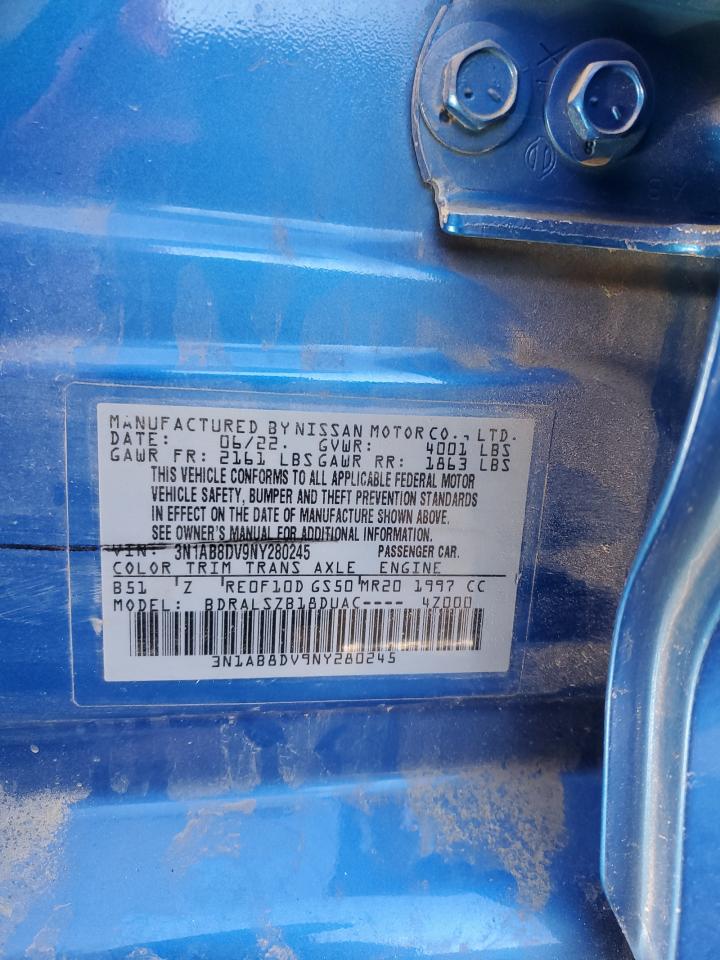 MANUFACTURED BY NISSAN MOTOR CO., LTD.
DATE: 06/22. GVWR: 4001 LBS
GAWR FR: 2161 LBS GAWR RR: 1863 LBS
THIS VEHICLE CONFORMS TO ALL APPLICABLE FEDERAL MOTOR
VEHICLE SAFETY, BUMPER AND THEFT PREVENTION STANDARDS
IN EFFECT ON THE DATE OF MANUFACTURE SHOWN ABOVE.
SEE OWNER'S MANUAL FOR ADDITIONAL INFORMATION.
VIN: 3N1AB8DV9NY280245 PASSENGER CAR.
COLOR TRIM TRANS AXLE ENGINE
B51 Z RE0F10D GS50 MR20 1997 CC
MODEL: BDRALSZB18DUAC---- 4Z000
3N1AB8DV9NY280245
8